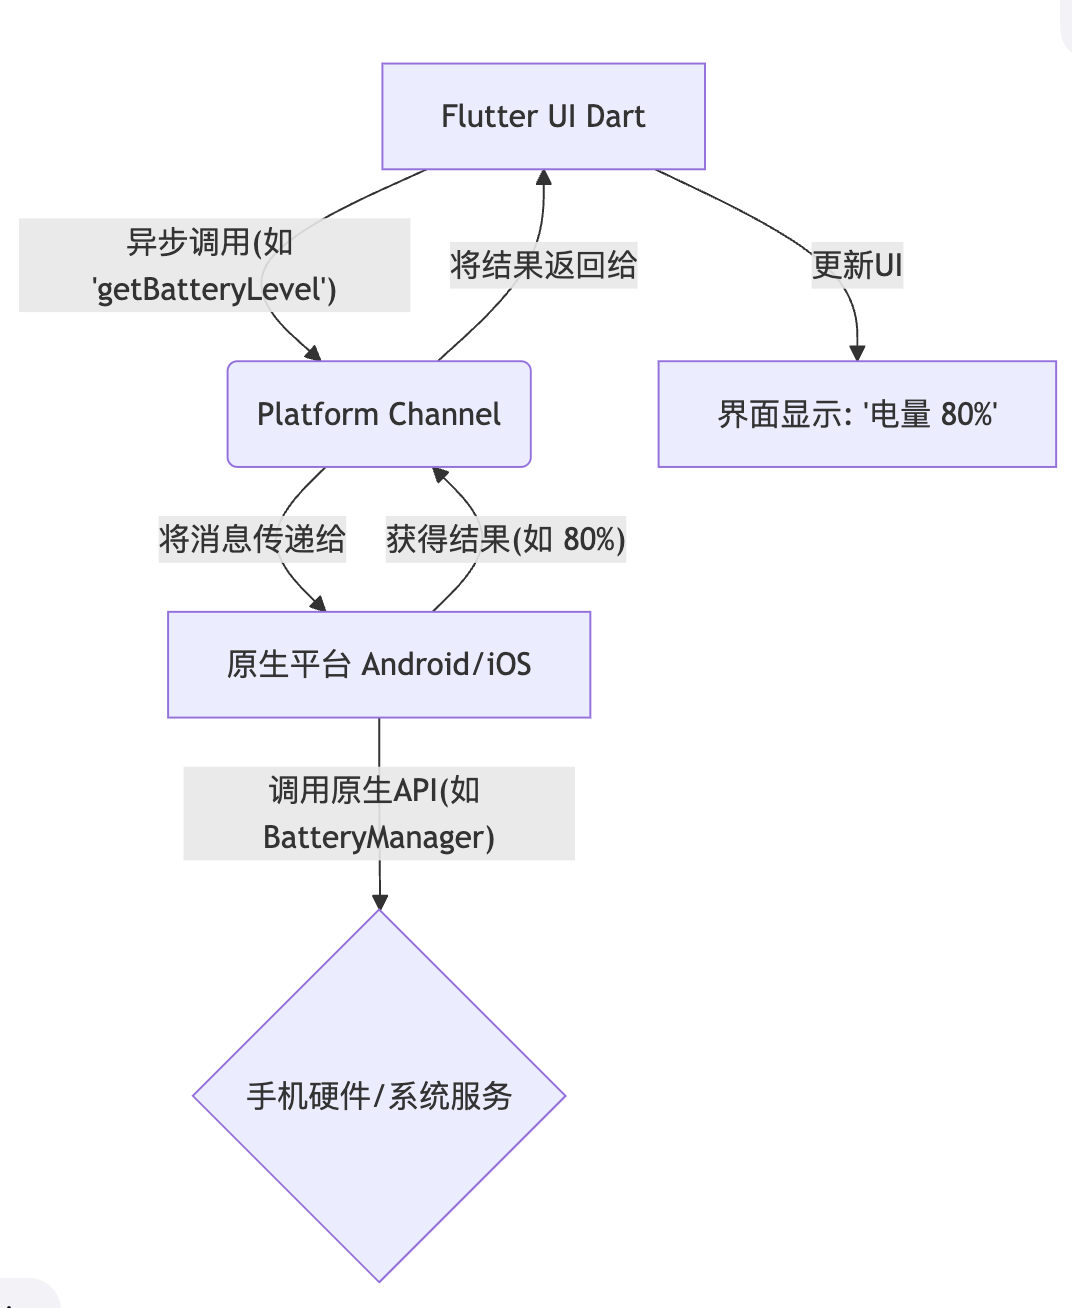 Flutter UI Dart
异步调用(如
'getBatteryLevel')
将结果返回给
更新UI
Platform Channel
界面显示: '电量 80%'
将消息传递给
获得结果(如 80%)
原生平台 Android/iOS
调用原生API(如
BatteryManager)
手机硬件/系统服务